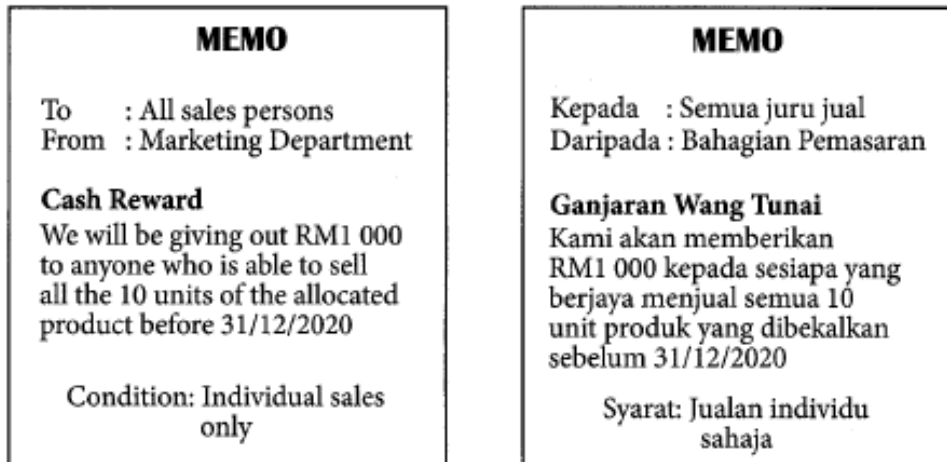 MEMO
To : All sales persons
From : Marketing Department
Cash Reward
We will be giving out RM1 000
to anyone who is able to sell
all the 10 units of the allocated
product before 31/12/2020
Condition: Individual sales
only
MEMO
Kepada : Semua juru jual
Daripada : Bahagian Pemasaran
Ganjaran Wang Tunai
Kami akan memberikan
RM1 000 kepada sesiapa yang
berjaya menjual semua 10
unit produk yang dibekalkan
sebelum 31/12/2020
Syarat: Jualan individu
sahaja